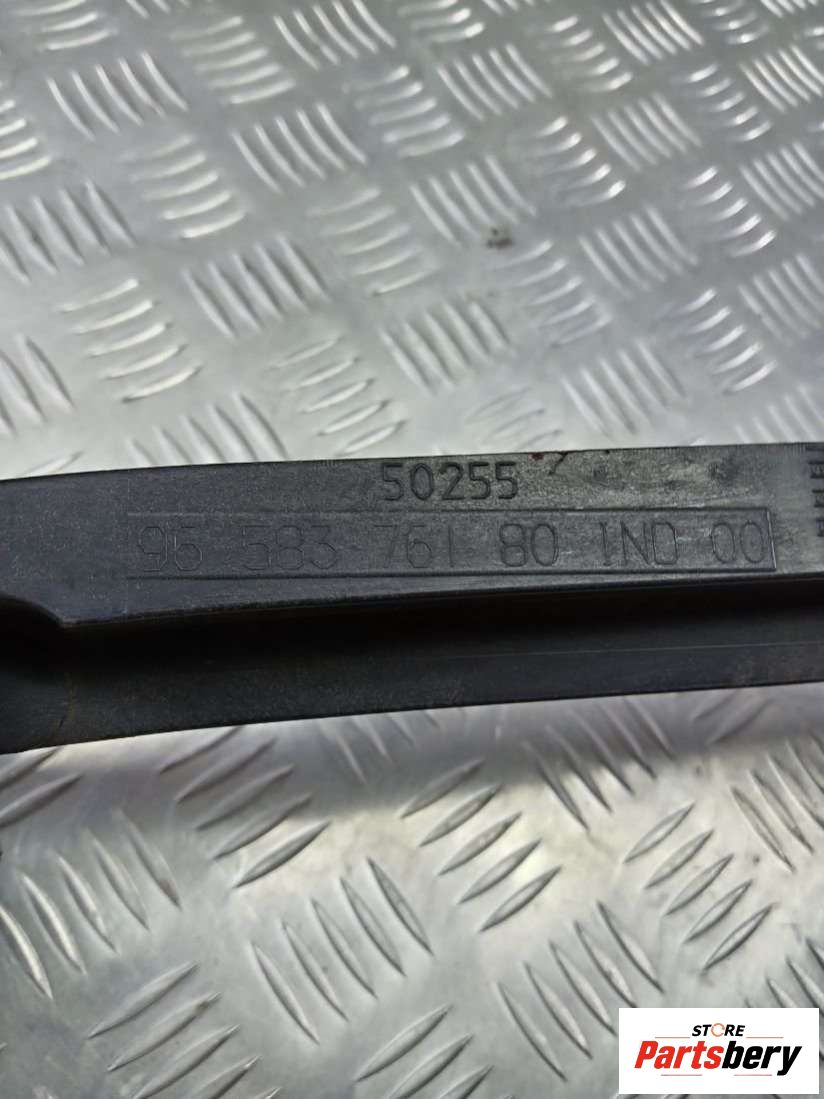 50255
96 583 761 80 IND 00
STORE
Partsbery